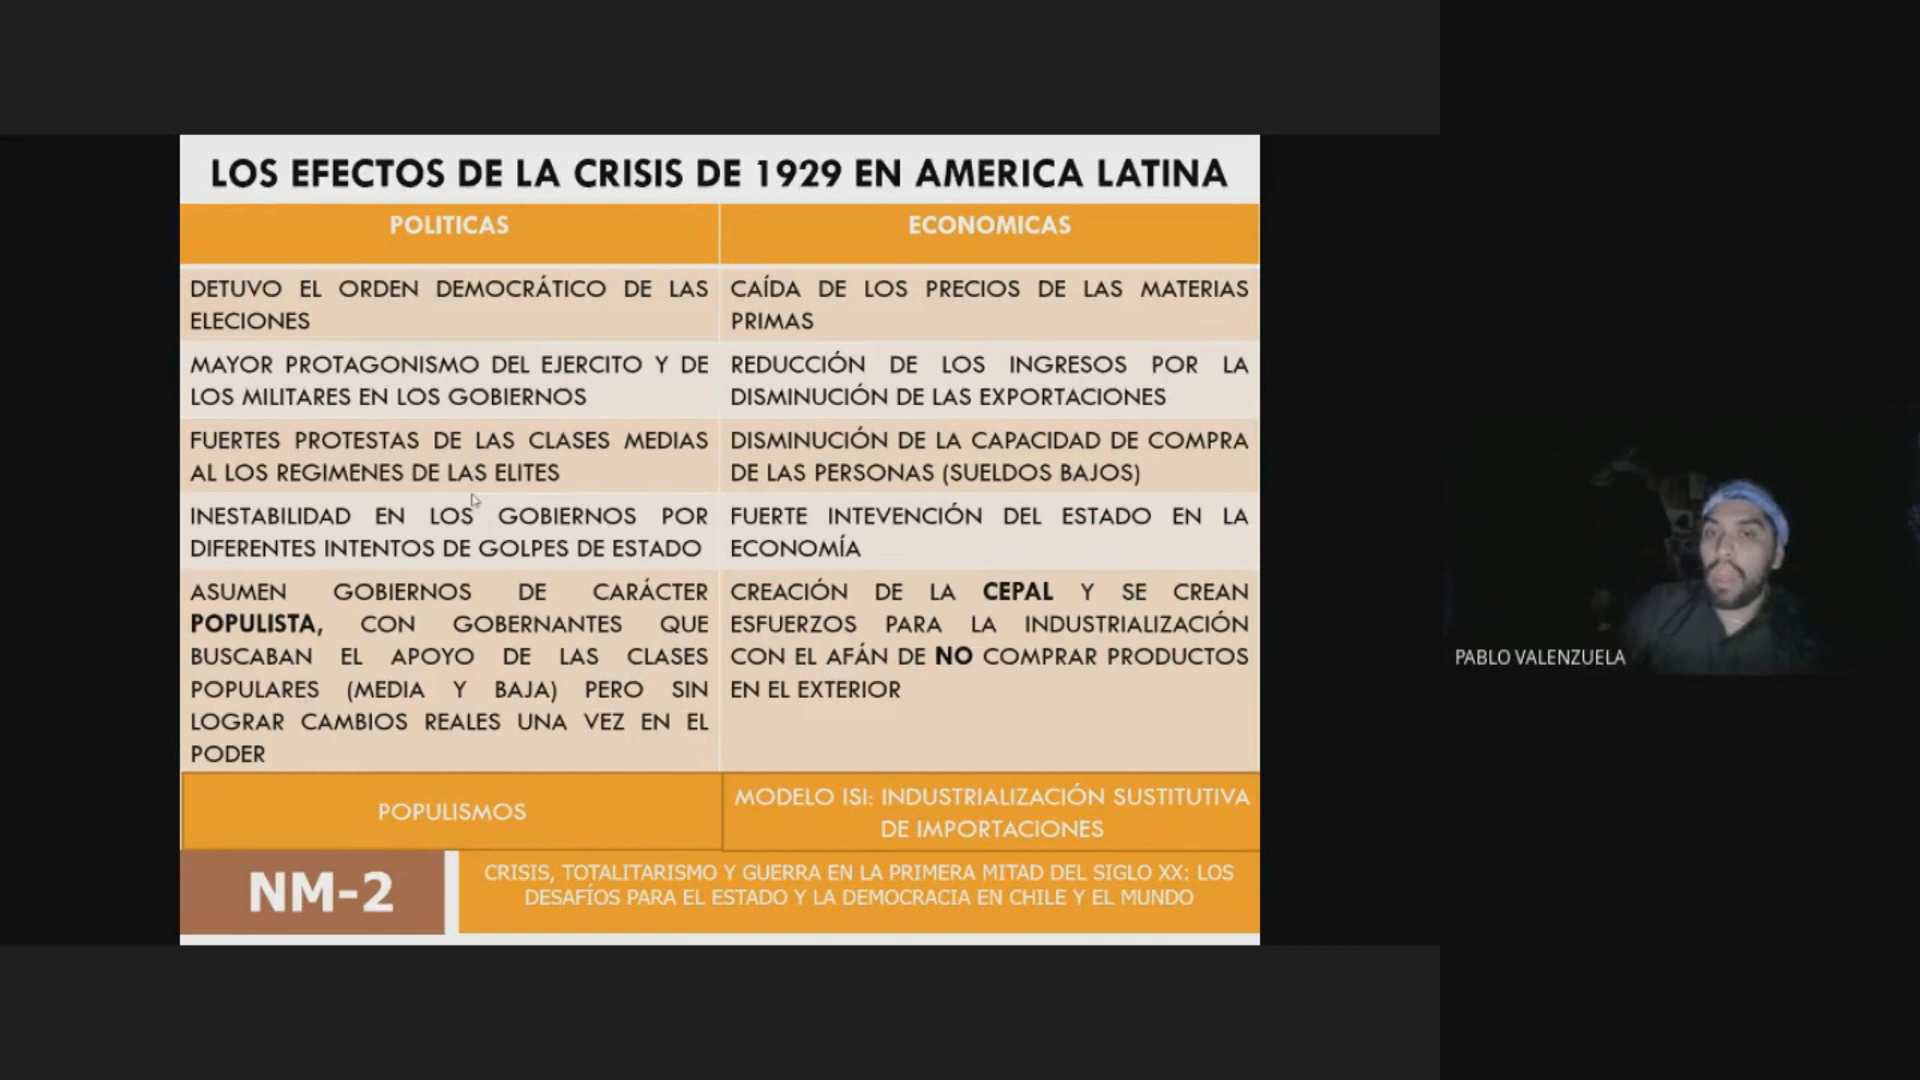 LOS EFECTOS DE LA CRISIS DE 1929 EN AMERICA LATINA
POLITICAS
ECONOMICAS
DETUVO EL ORDEN DEMOCRÁTICO DE LAS
ELECIONES
CAÍDA DE LOS PRECIOS DE LAS MATERIAS
PRIMAS
MAYOR PROTAGONISMO DEL EJERCITO Y DE
LOS MILITARES EN LOS GOBIERNOS
REDUCCIÓN DE LOS INGRESOS POR LA
DISMINUCIÓN DE LAS EXPORTACIONES
FUERTES PROTESTAS DE LAS CLASES MEDIAS
AL LOS REGIMENES DE LAS ELITES
DISMINUCIÓN DE LA CAPACIDAD DE COMPRA
DE LAS PERSONAS (SUELDOS BAJOS)
INESTABILIDAD EN LOS GOBIERNOS POR
DIFERENTES INTENTOS DE GOLPES DE ESTADO
FUERTE INTEVENCIÓN DEL ESTADO EN LA
ECONOMÍA
ASUMEN GOBIERNOS DE CARÁCTER
POPULISTA, CON GOBERNANTES QUE
BUSCABAN EL APOYO DE LAS CLASES
POPULARES (MEDIA Y BAJA) PERO SIN
LOGRAR CAMBIOS REALES UNA VEZ EN EL
PODER
CREACIÓN DE LA CEPAL Y SE CREAN
ESFUERZOS PARA LA INDUSTRIALIZACIÓN
CON EL AFÁN DE NO COMPRAR PRODUCTOS
EN EL EXTERIOR
POPULISMOS
MODELO ISI: INDUSTRIALIZACIÓN SUSTITUTIVA
DE IMPORTACIONES
NM-2
CRISIS, TOTALITARISMO Y GUERRA EN LA PRIMERA MITAD DEL SIGLO XX: LOS
DESAFÍOS PARA EL ESTADO Y LA DEMOCRACIA EN CHILE Y EL MUNDO
PABLO VALENZUELA